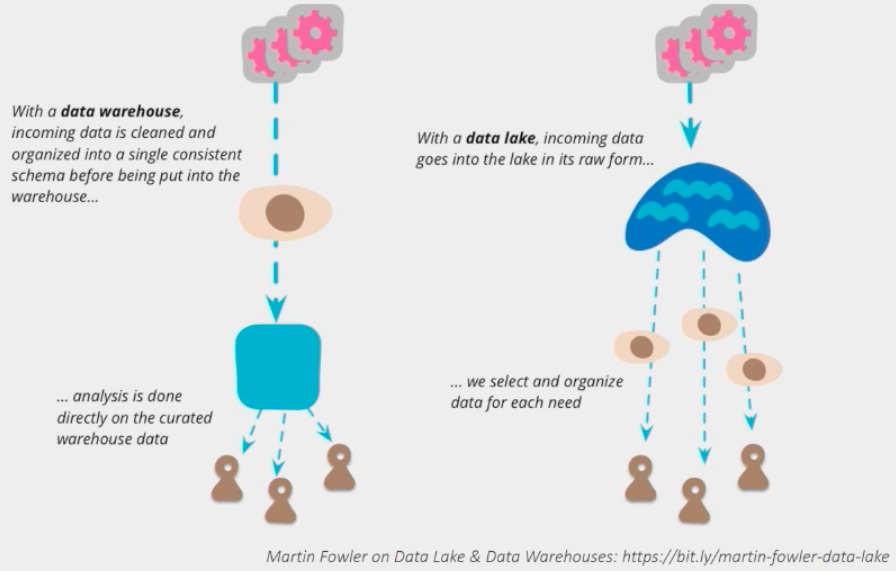 With a data warehouse,
incoming data is cleaned and
organized into a single consistent
schema before being put into the
warehouse...
... analysis is done
directly on the curated
warehouse data
With a data lake, incoming data
goes into the lake in its raw form...
... we select and organize
data for each need
Martin Fowler on Data Lake & Data Warehouses: https://bit.ly/martin-fowler-data-lake